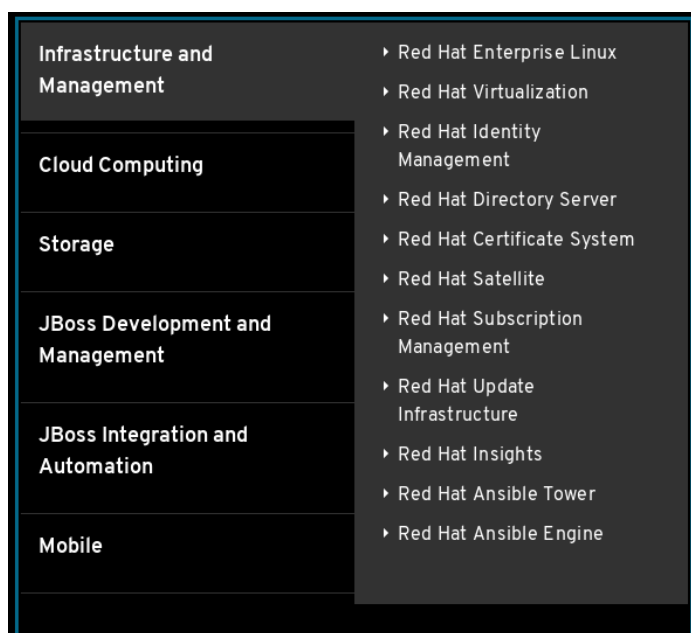 Infrastructure and
Management
Cloud Computing
Storage
JBoss Development and
Management
JBoss Integration and
Automation
Mobile
Red Hat Enterprise Linux
Red Hat Virtualization
Red Hat Identity
Management
Red Hat Directory Server
Red Hat Certificate System
Red Hat Satellite
Red Hat Subscription
Management
Red Hat Update
Infrastructure
Red Hat Insights
Red Hat Ansible Tower
Red Hat Ansible Engine